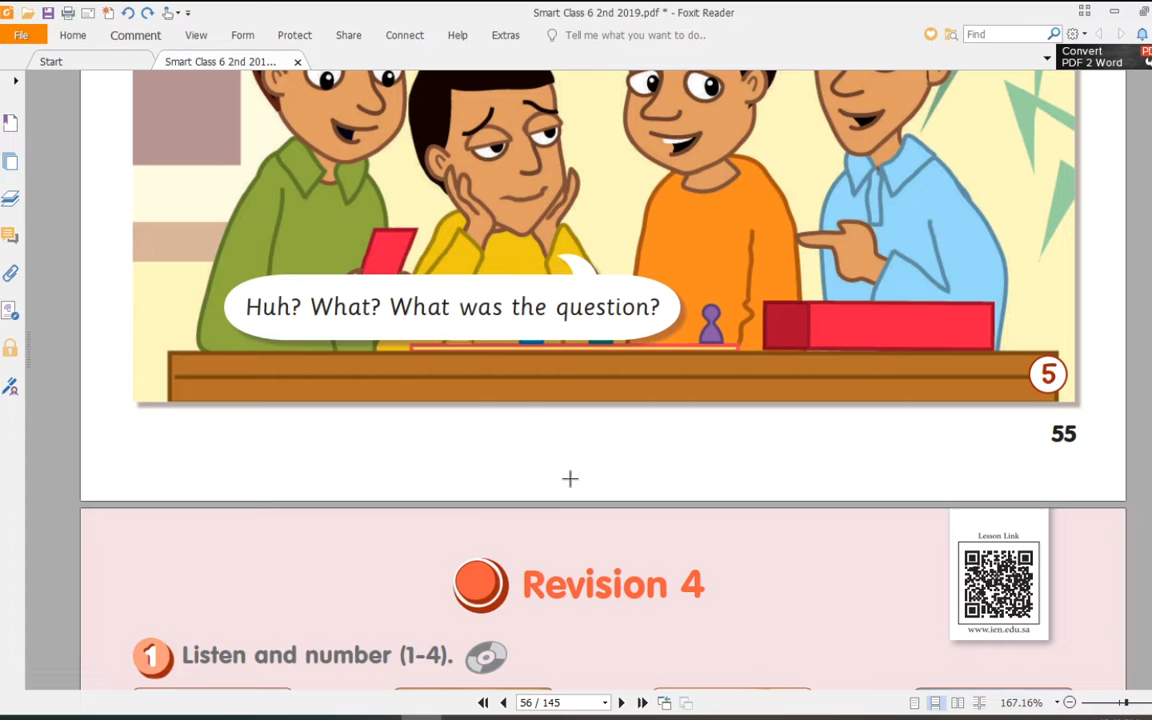 Smart Class 6 2nd 2019.pdf * - Foxit Reader
File Home Comment View Form Protect Share Connect Help Extras Tell me what you want to do.. Find
Start Smart Class 6 2nd 201... Convert
PDF 2 Word
Huh? What? What was the question?
5
55
Lesson Link
Revision 4
www.ien.edu.sa
1 Listen and number (1-4).
56 / 145 167.16%